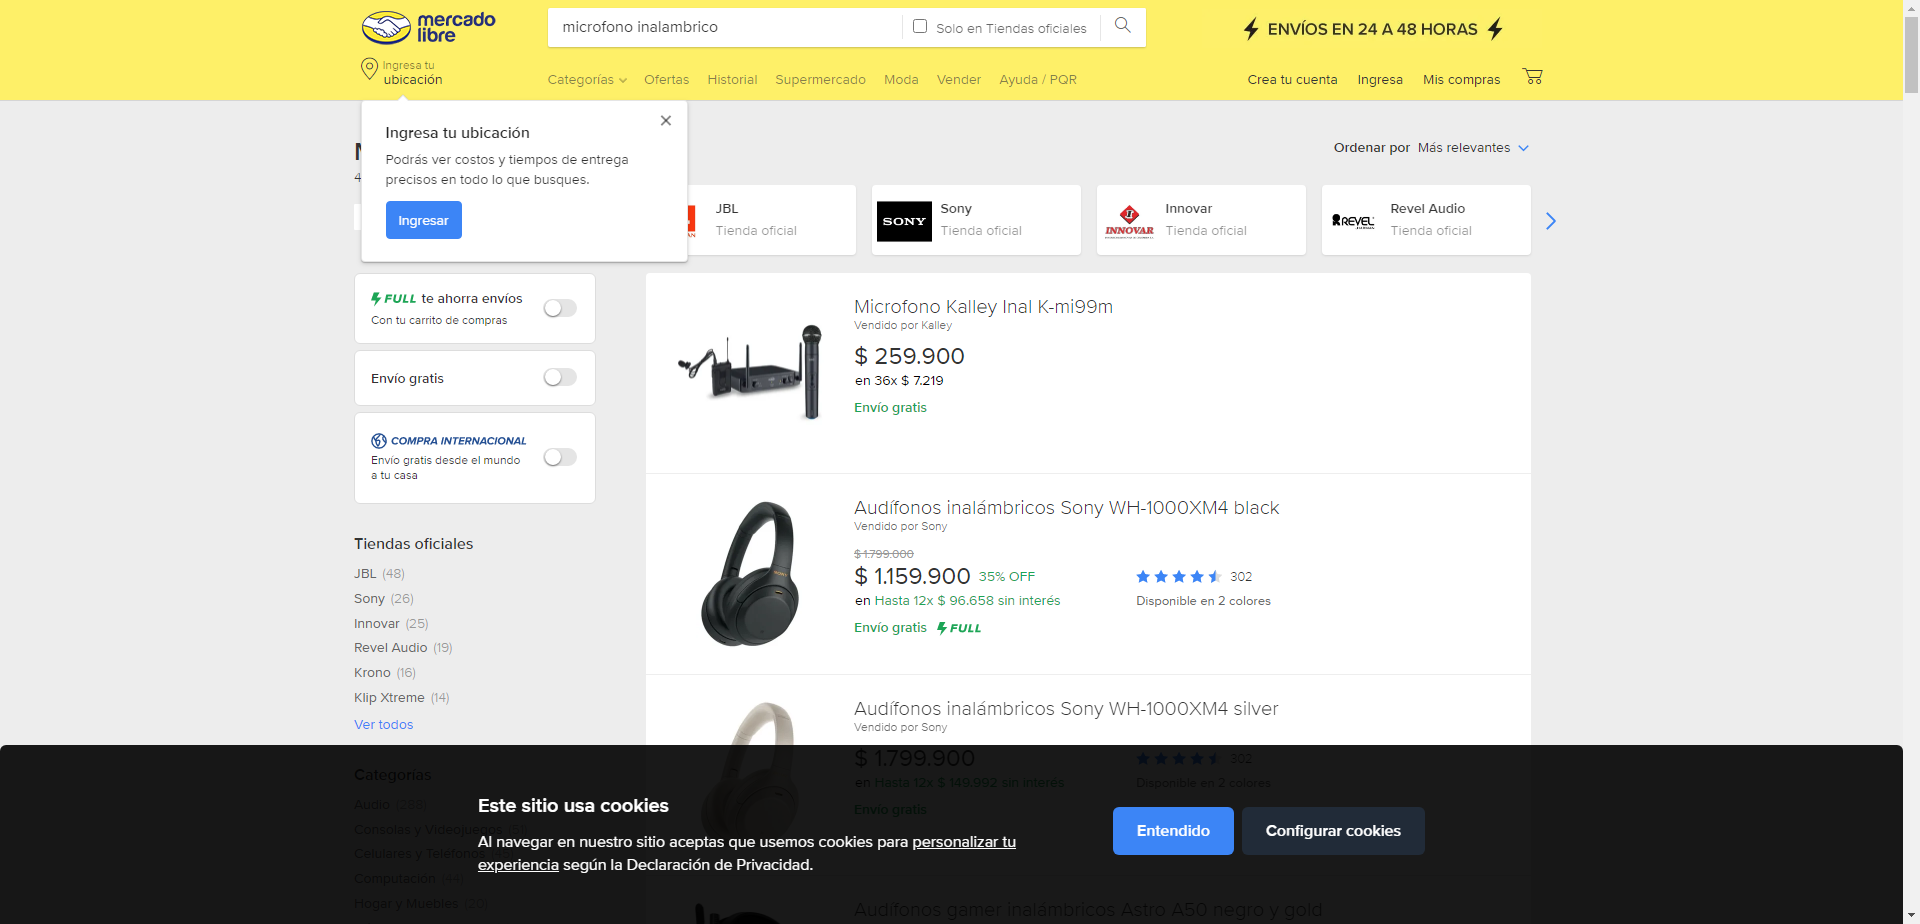 mercado
libre
microfono inalambrico
Solo en Tiendas oficiales
ENVÍOS EN 24 A 48 HORAS
Ingresa tu
ubicación
Categorías
Ofertas
Historial
Supermercado
Moda
Vender
Ayuda / PQR
Crea tu cuenta
Ingresa
Mis compras
Ingresa tu ubicación
Podrás ver costos y tiempos de entrega
precisos en todo lo que busques.
Ingresar
Ordenar por Más relevantes
JBL
Tienda oficial
SONY
Sony
Tienda oficial
INNOVAR
Innovar
Tienda oficial
REVEL
Revel Audio
Tienda oficial
FULL te ahorra envíos
Con tu carrito de compras
Envío gratis
COMPRA INTERNACIONAL
Envío gratis desde el mundo
a tu casa
Tiendas oficiales
JBL (48)
Sony (26)
Innovar (25)
Revel Audio (19)
Krono (16)
Klip Xtreme (14)
Ver todos
Categorías
Audio (288)
Consolas y Videojuegos
Celulares y Teléfonos
Computación (44)
Hogar y Muebles (20)
Microfono Kalley Inal K-mi99m
Vendido por Kalley
$ 259.900
en 36x $ 7.219
Envío gratis
Audífonos inalámbricos Sony WH-1000XM4 black
Vendido por Sony
$ 1.799.000
$ 1.159.900 35% OFF
en Hasta 12x $ 96.658 sin interés
Envío gratis FULL
302
Disponible en 2 colores
Audífonos inalámbricos Sony WH-1000XM4 silver
Vendido por Sony
$ 1.799.900
en Hasta 12x $ 149.992 sin interés
Envío gratis
302
Disponible en 2 colores
Audífonos gamer inalámbricos Astro A50 negro y gold
Este sitio usa cookies
Al navegar en nuestro sitio aceptas que usemos cookies para personalizar tu
experiencia según la Declaración de Privacidad.
Entendido
Configurar cookies